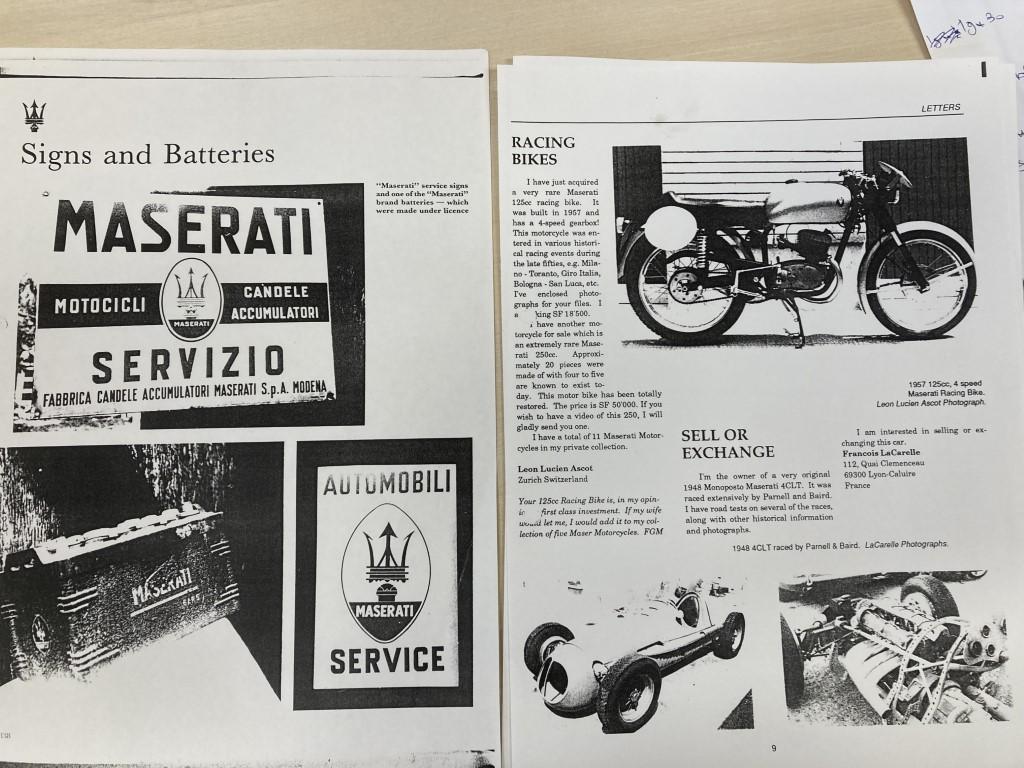 Signs and Batteries
"Maserati" service signs
and one of the "Maserati"
brand batteries — which
were made under licence
MASERATI
MOTOCICLI
MASERATI
CANDELE
ACCUMULATORI
SERVIZIO
FABBRICA CANDELE ACCUMULATORI MASERATI S.p.A. MODENA
MASERATI
AUTOMOBILI
MASERATI
SERVICE
LETTERS
RACING
BIKES
I have just acquired
a very rare Maserati
125cc racing bike. It
was built in 1957 and
has a 4-speed gearbox!
This motorcycle was en-
tered in various histori-
cal racing events during
the late fifties, e.g. Mila-
no - Toranto, Giro Italia,
Bologna - San Luca, etc.
I've enclosed photo-
graphs for your files. I
a king SF 18'500.
I have another mo-
torcycle for sale which is
an extremely rare Mase-
rati 250cc. Approxi-
mately 20 pieces were
made of with four to five
are known to exist to-
day. This motor bike has been totally
restored. The price is SF 50'000. If you
wish to have a video of this 250, I will
gladly send you one.
I have a total of 11 Maserati Motor-
cycles in my private collection.
Leon Lucien Ascot
Zurich Switzerland
Your 125cc Racing Bike is, in my opin-
first class investment. If my wife
would let me, I would add it to my col-
lection of five Maser Motorcycles. FGM
1957 125cc, 4 speed
Maserati Racing Bike.
Leon Lucien Ascot Photograph.
SELL OR
EXCHANGE
I'm the owner of a very original
1948 Monoposto Maserati 4CLT. It was
raced extensively by Parnell and Baird.
I have road tests on several of the races,
along with other historical information
and photographs.
I am interested in selling or ex-
changing this car.
Francois LaCarelle
112, Quai Clemenceau
69300 Lyon-Caluire
France
1948 4CLT raced by Parnell & Baird. LaCarelle Photographs.
9